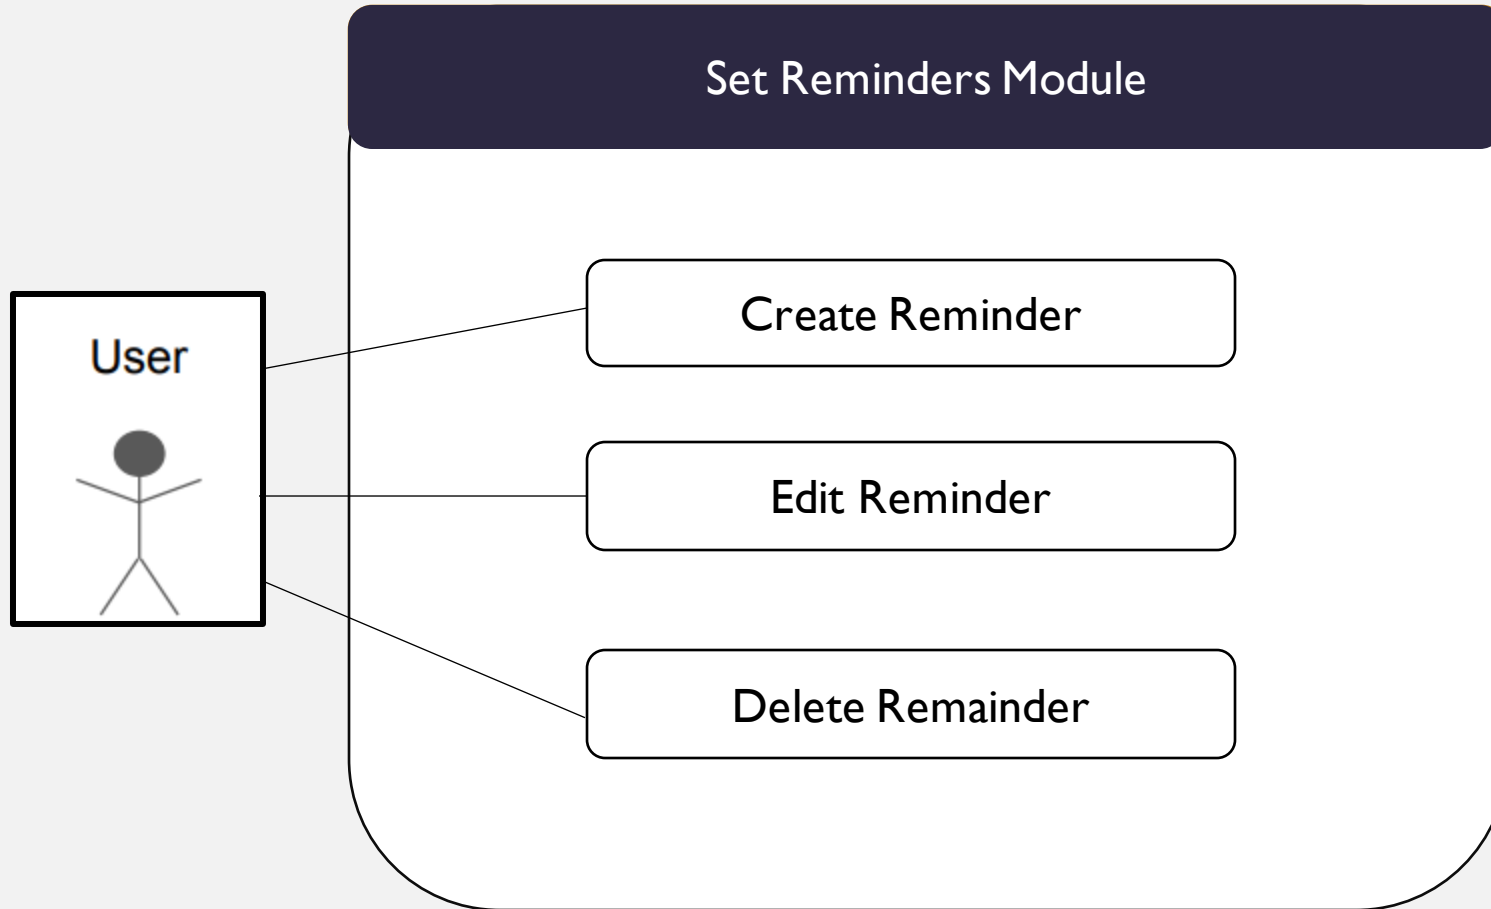 Set Reminders Module
Create Reminder
User
Edit Reminder
Delete Remainder